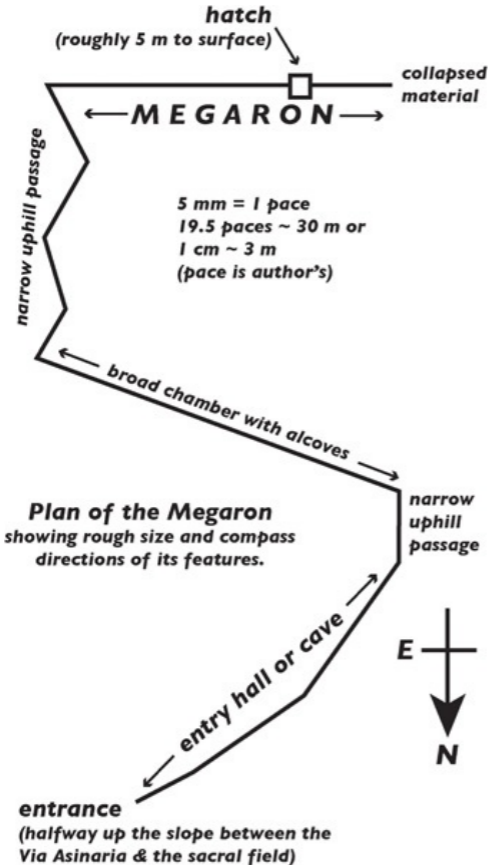 hatch
(roughly 5 m to surface)
collapsed
material
MEGARON
narrow uphill passage
5 mm = 1 pace
19.5 paces ~ 30 m or
1 cm ~ 3 m
(pace is author's)
broad chamber with alcoves
Plan of the Megaron
showing rough size and compass
directions of its features.
narrow
uphill
passage
entry hall or cave
E
N
entrance
(halfway up the slope between the
Via Asinaria & the sacral field)